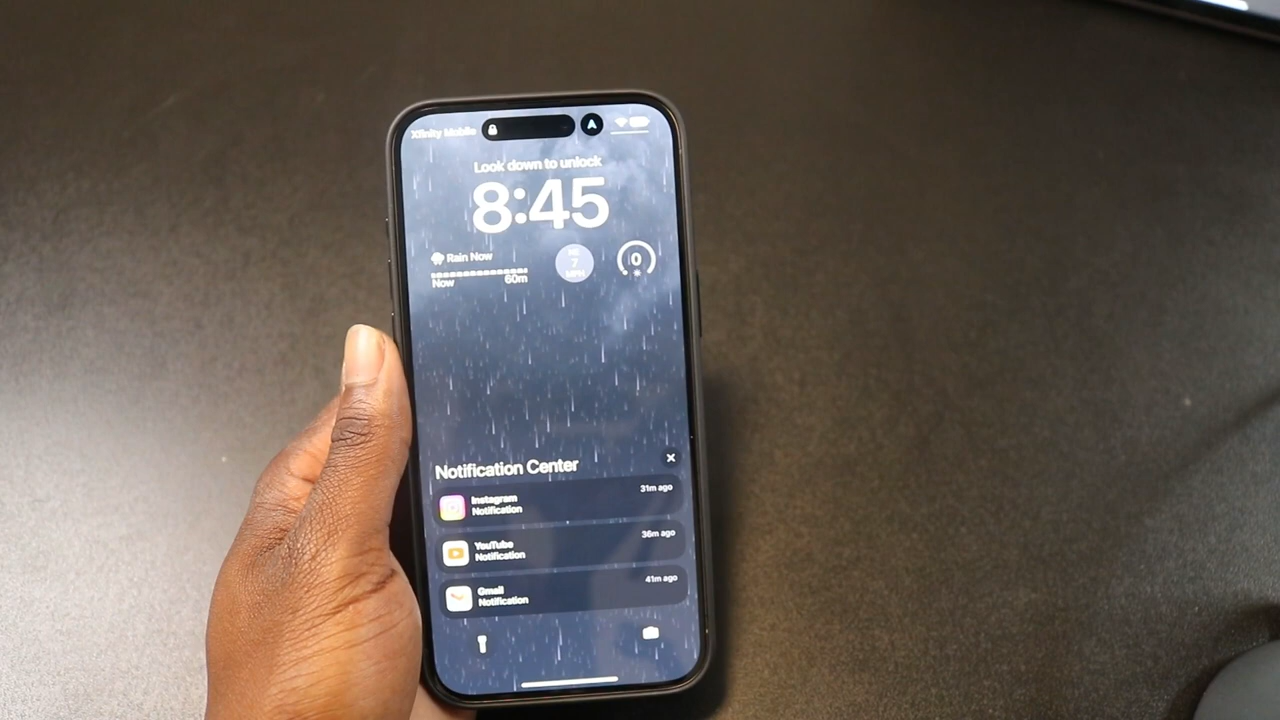 Xfinity Mobile
Look down to unlock
8:45
Rain Now
Now 60m
7
MPH
0
Notification Center
Instagram 31m ago
Notification
YouTube 36m ago
Notification
Gmail 41m ago
Notification